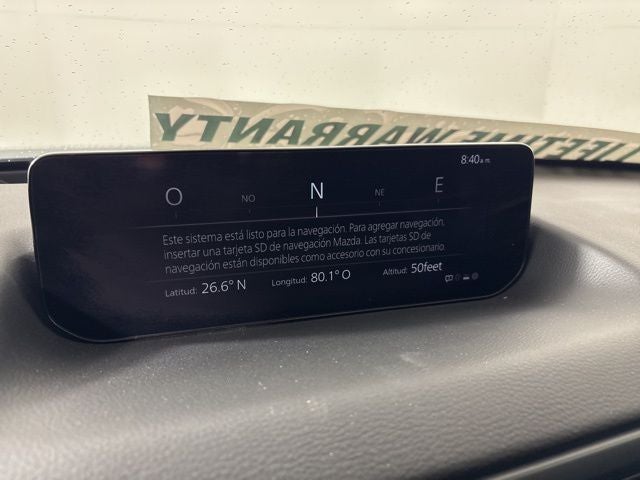 LIFETIME WARRANTY
8:40a.m.
O NO N NE E
Este sistema está listo para la navegación. Para agregar navegación,
insertar una tarjeta SD de navegación Mazda. Las tarjetas SD de
navegación están disponibles como accesorio con su concesionario.
Latitud: 26.6° N Longitud: 80.1° O Altitud: 50feet